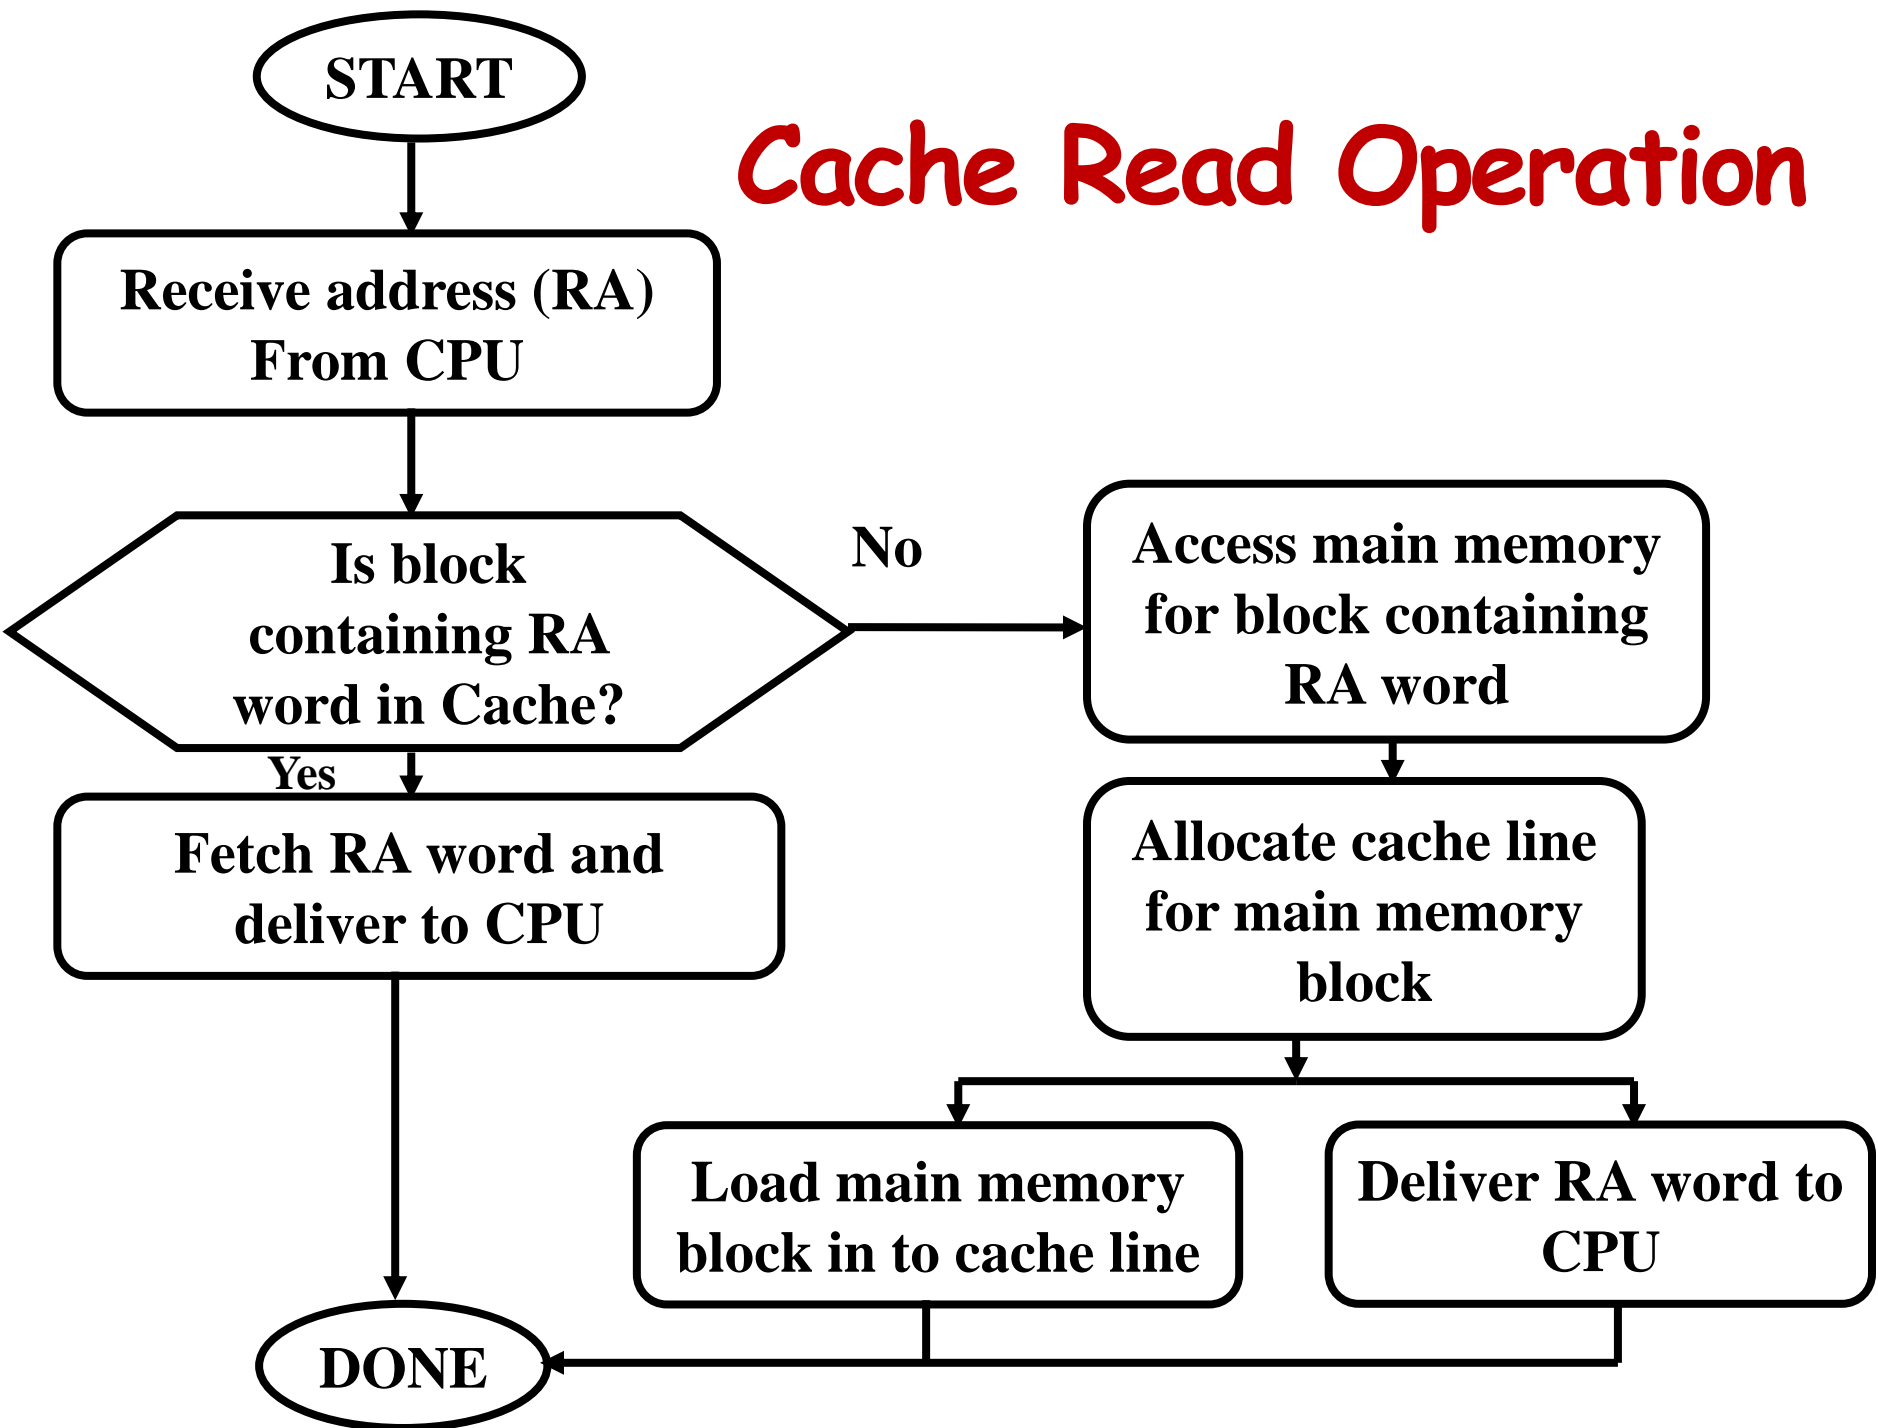 START
Cache Read Operation
Receive address (RA)
From CPU
Is block
containing RA
word in Cache?
No
Access main memory
for block containing
RA word
Yes
Fetch RA word and
deliver to CPU
Allocate cache line
for main memory
block
Load main memory
block in to cache line
Deliver RA word to
CPU
DONE